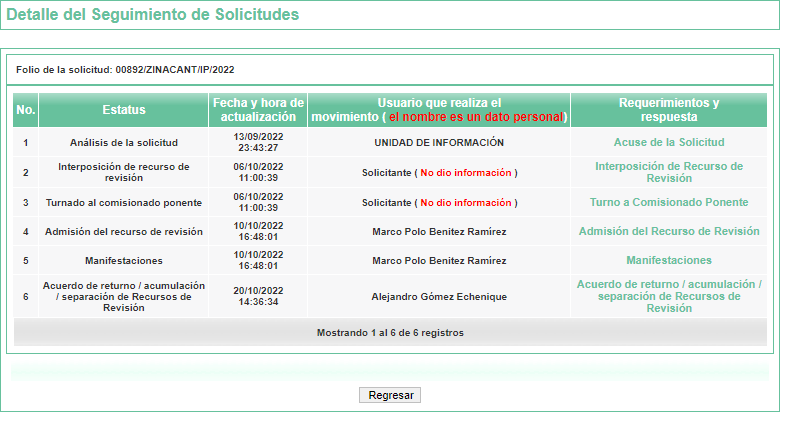 Detalle del Seguimiento de Solicitudes
Folio de la solicitud: 00892/ZINACANT/IP/2022
No. Estatus Fecha y hora de actualización Usuario que realiza el movimiento ( el nombre es un dato personal) Requerimientos y respuesta
1 Análisis de la solicitud 13/09/2022 23:43:27 UNIDAD DE INFORMACIÓN Acuse de la Solicitud
2 Interposición de recurso de revisión 06/10/2022 11:00:39 Solicitante ( No dio información ) Interposición de Recurso de Revisión
3 Turnado al comisionado ponente 06/10/2022 11:00:39 Solicitante ( No dio información ) Turno a Comisionado Ponente
4 Admisión del recurso de revisión 10/10/2022 16:48:01 Marco Polo Benitez Ramírez Admisión del Recurso de Revisión
5 Manifestaciones 10/10/2022 16:48:01 Marco Polo Benitez Ramírez Manifestaciones
6 Acuerdo de returno / acumulación / separación de Recursos de Revisión 20/10/2022 14:36:34 Alejandro Gómez Echenique Acuerdo de returno / acumulación / separación de Recursos de Revisión
Mostrando 1 al 6 de 6 registros
Regresar